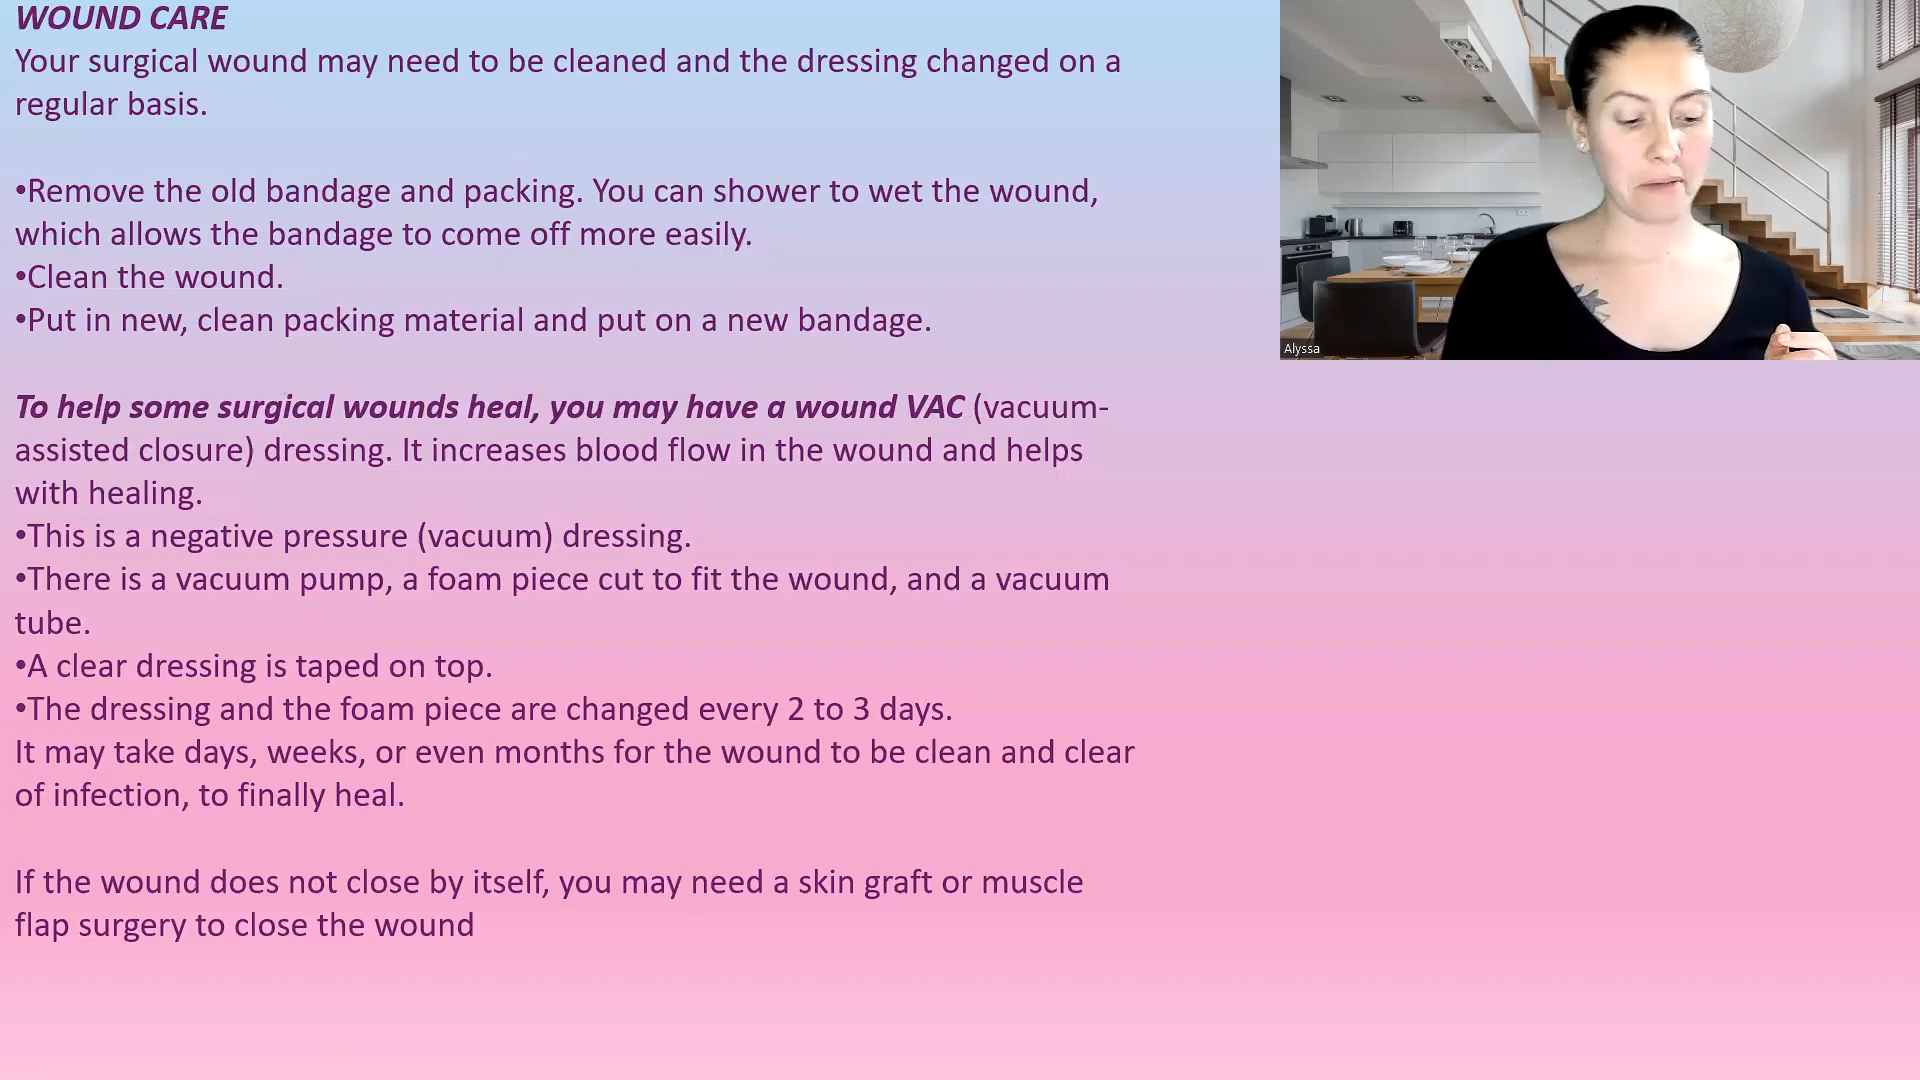 WOUND CARE
Your surgical wound may need to be cleaned and the dressing changed on a
regular basis.
•Remove the old bandage and packing. You can shower to wet the wound,
which allows the bandage to come off more easily.
•Clean the wound.
•Put in new, clean packing material and put on a new bandage.
To help some surgical wounds heal, you may have a wound VAC (vacuum-
assisted closure) dressing. It increases blood flow in the wound and helps
with healing.
•This is a negative pressure (vacuum) dressing.
•There is a vacuum pump, a foam piece cut to fit the wound, and a vacuum
tube.
•A clear dressing is taped on top.
•The dressing and the foam piece are changed every 2 to 3 days.
It may take days, weeks, or even months for the wound to be clean and clear
of infection, to finally heal.
If the wound does not close by itself, you may need a skin graft or muscle
flap surgery to close the wound
Alyssa